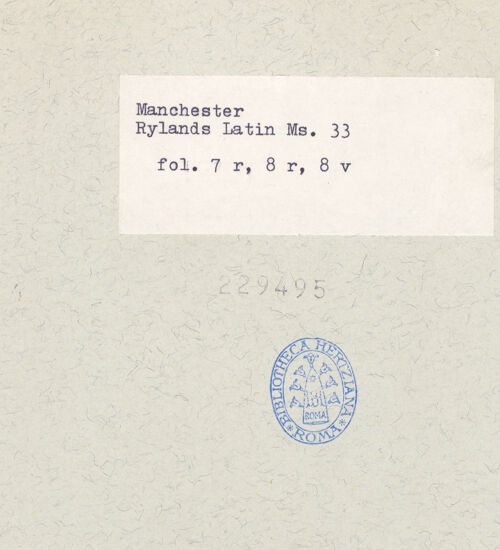 Manchester
Rylands Latin Ms. 33
fol. 7 r, 8 r, 8 v
229495
BIBLIOTHECA HERTZIANA
ROMA
* ROMA *